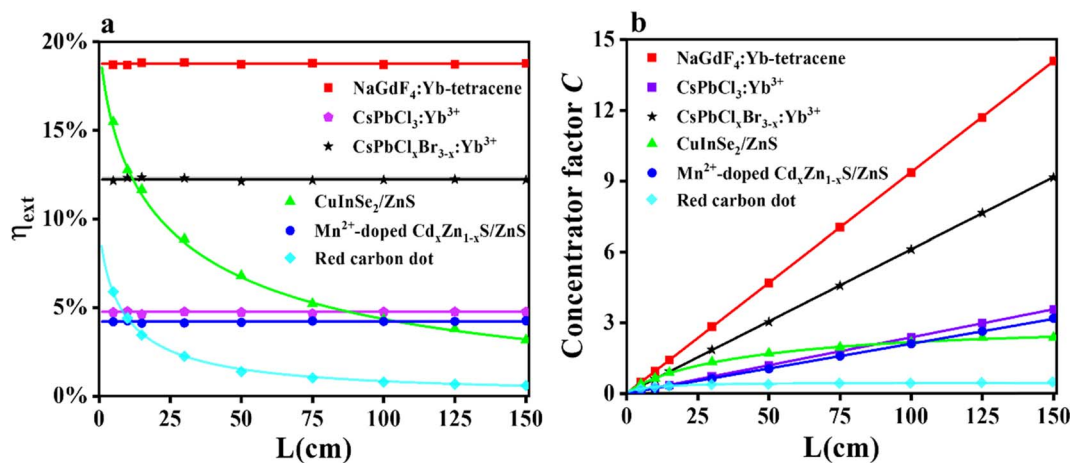 a
η_ext
20%
15%
10%
5%
0%
NaGdF₄:Yb-tetracene
CsPbCl₃:Yb³⁺
CsPbClₓBr₃₋ₓ:Yb³⁺
CuInSe₂/ZnS
Mn²⁺-doped CdₓZn₁₋ₓS/ZnS
Red carbon dot
0 25 50 75 100 125 150
L(cm)
b
Concentrator factor C
15
12
9
6
3
0
NaGdF₄:Yb-tetracene
CsPbCl₃:Yb³⁺
CsPbClₓBr₃₋ₓ:Yb³⁺
CuInSe₂/ZnS
Mn²⁺-doped CdₓZn₁₋ₓS/ZnS
Red carbon dot
0 25 50 75 100 125 150
L(cm)